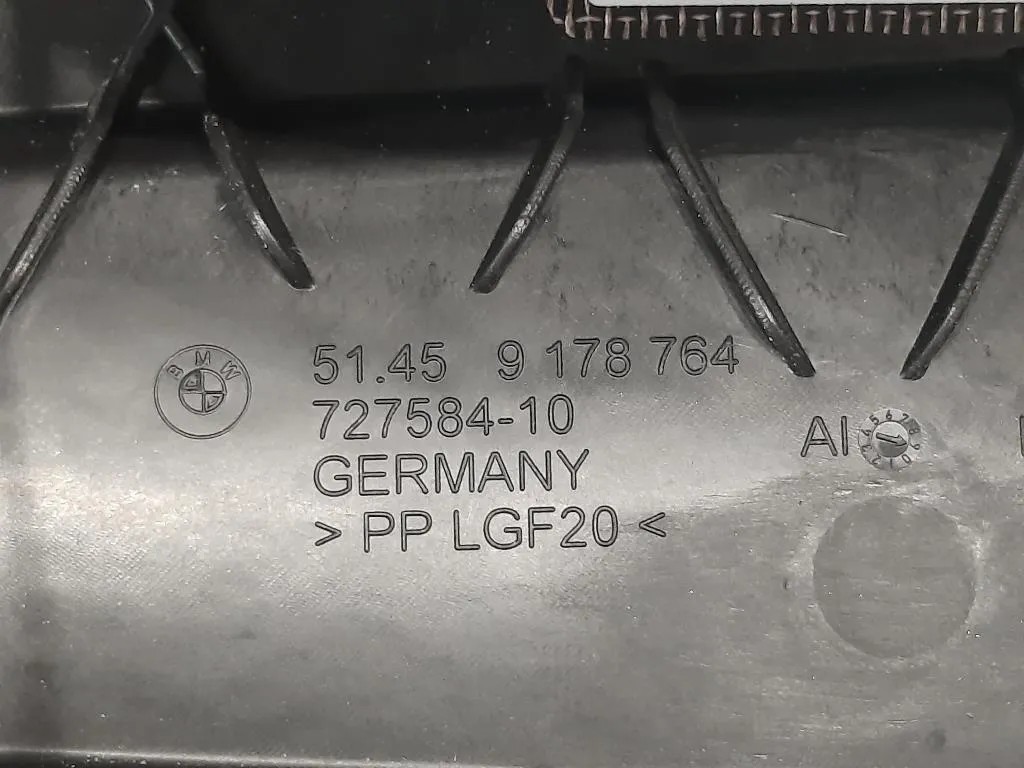 BMW
51.45 9 178 764
727584-10
GERMANY
> PP LGF20 <
AI